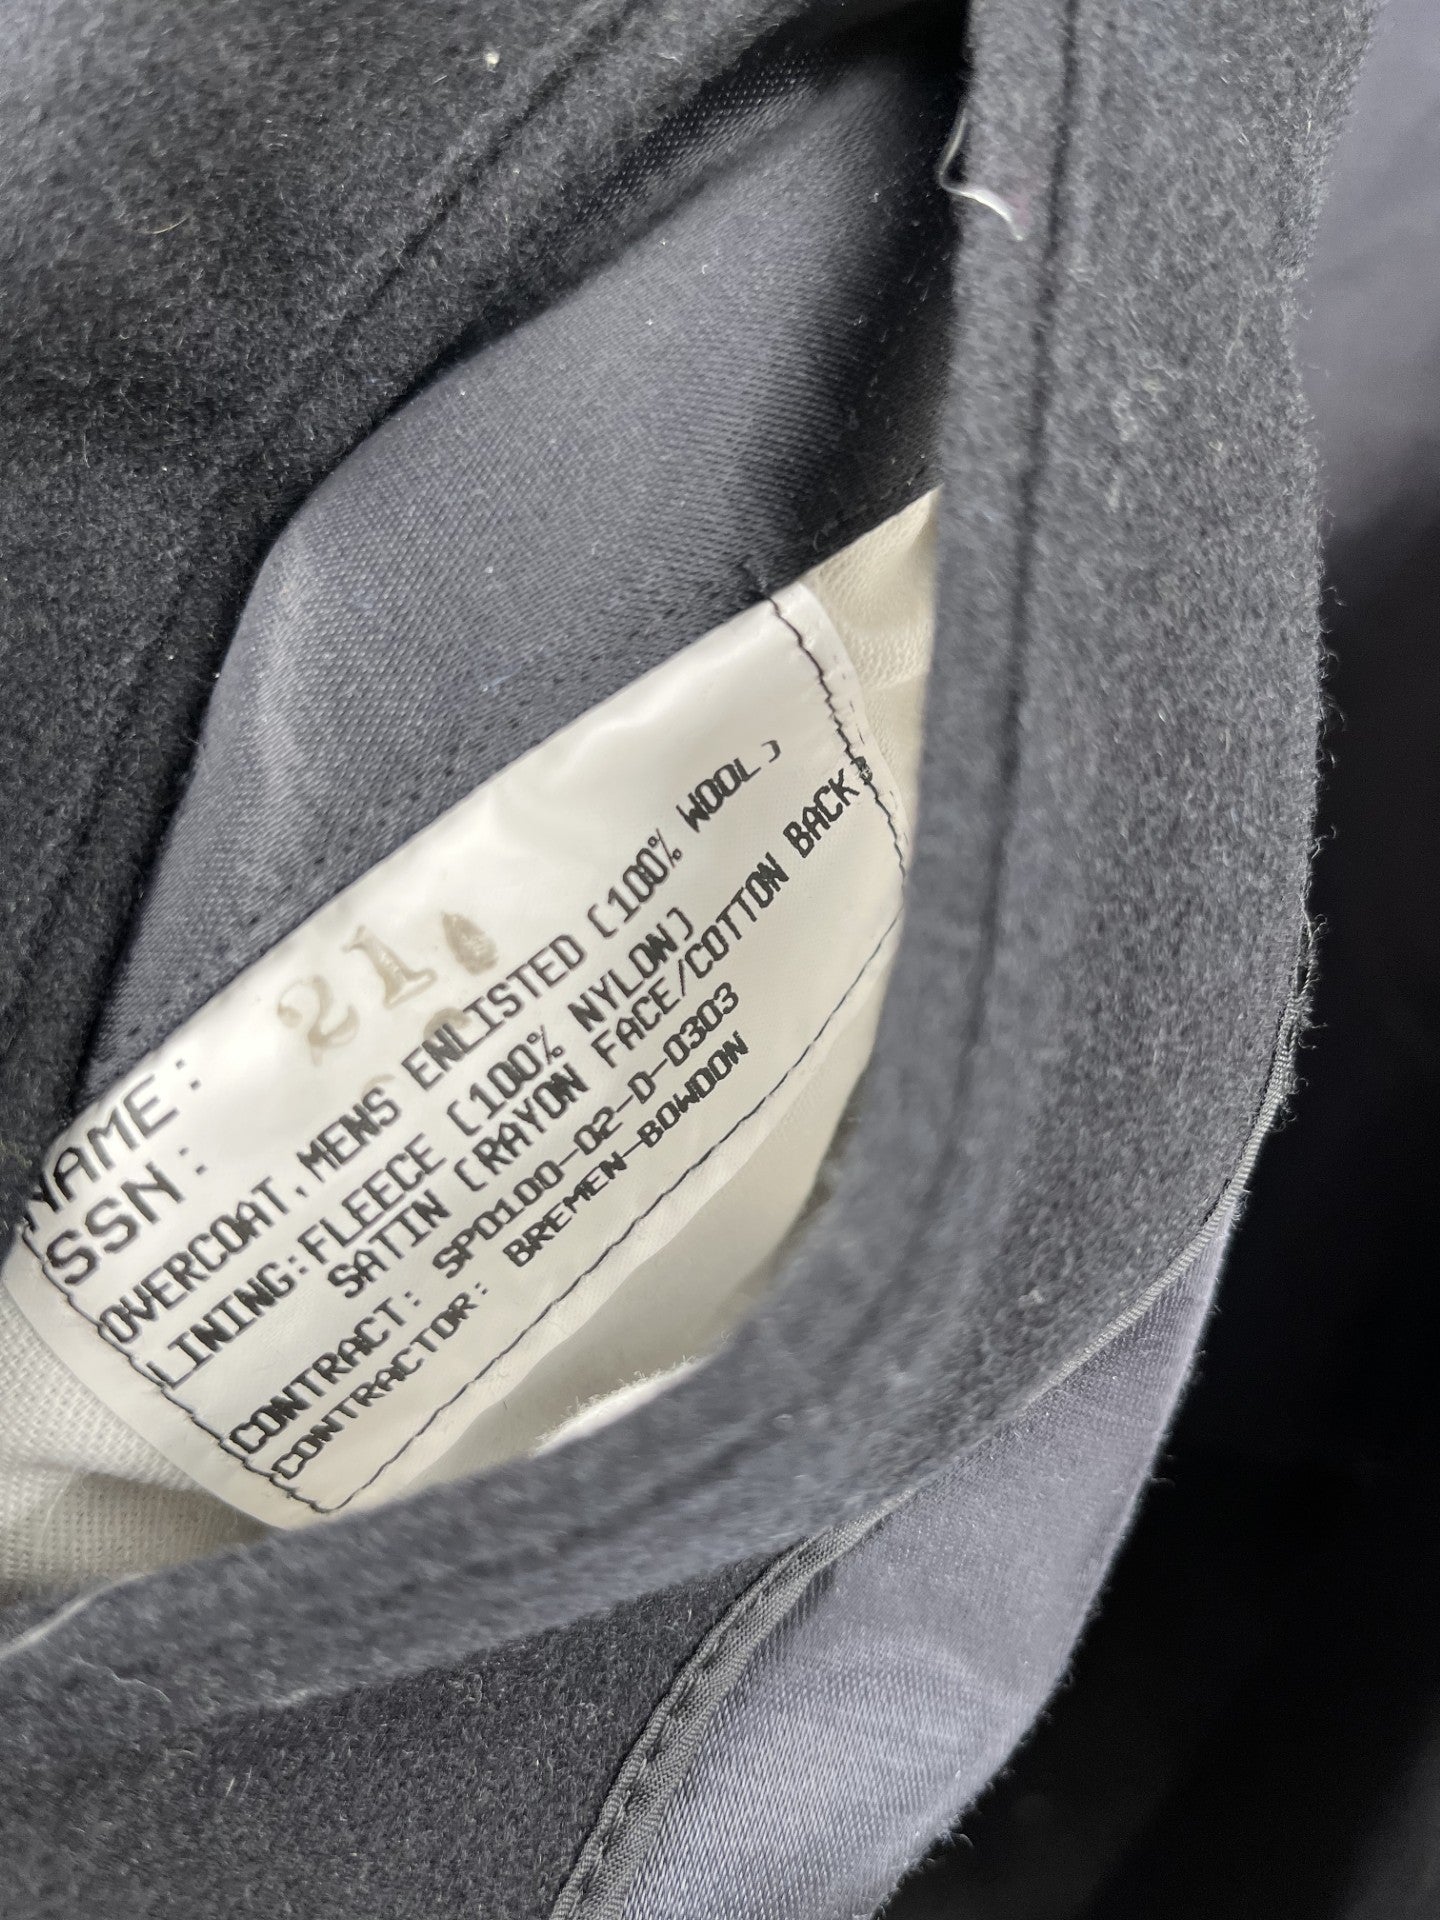 21
NAME:
SSN:
OVERCOAT, MENS ENLISTED (100% WOOL)
LINING: FLEECE (100% NYLON)
SATIN (RAYON FACE/COTTON BACK)
CONTRACT: SPO100-02-D-0303
CONTRACTOR: BREMEN-BOWDON